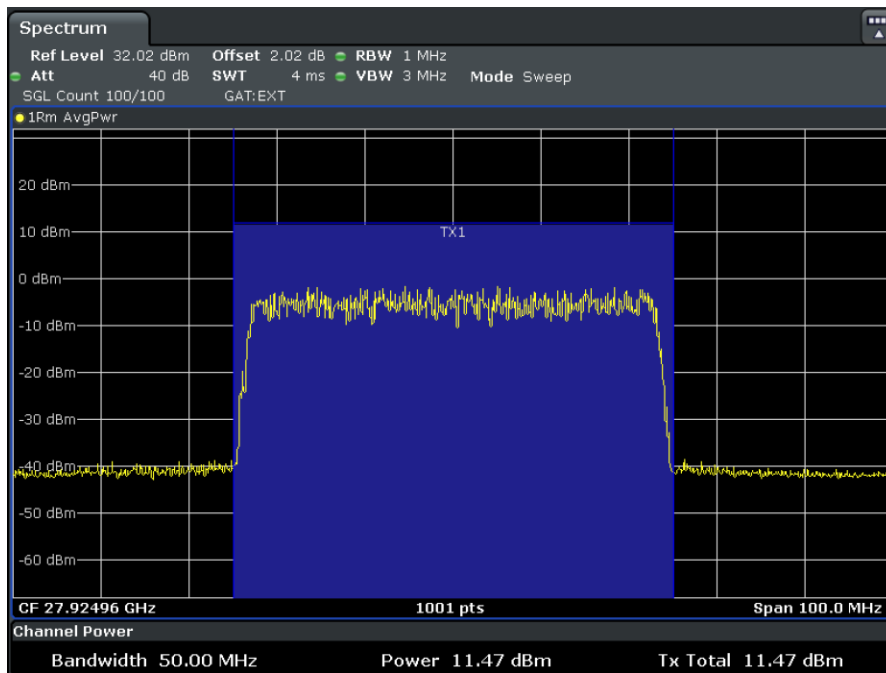 Spectrum
Ref Level 32.02 dBm Offset 2.02 dB RBW 1 MHz
Att 40 dB SWT 4 ms VBW 3 MHz Mode Sweep
SGL Count 100/100 GAT:EXT
1Rm AvgPwr
20 dBm
10 dBm
TX1
0 dBm
-10 dBm
-20 dBm
-30 dBm
-40 dBm
-50 dBm
-60 dBm
CF 27.92496 GHz 1001 pts Span 100.0 MHz
Channel Power
Bandwidth 50.00 MHz Power 11.47 dBm Tx Total 11.47 dBm